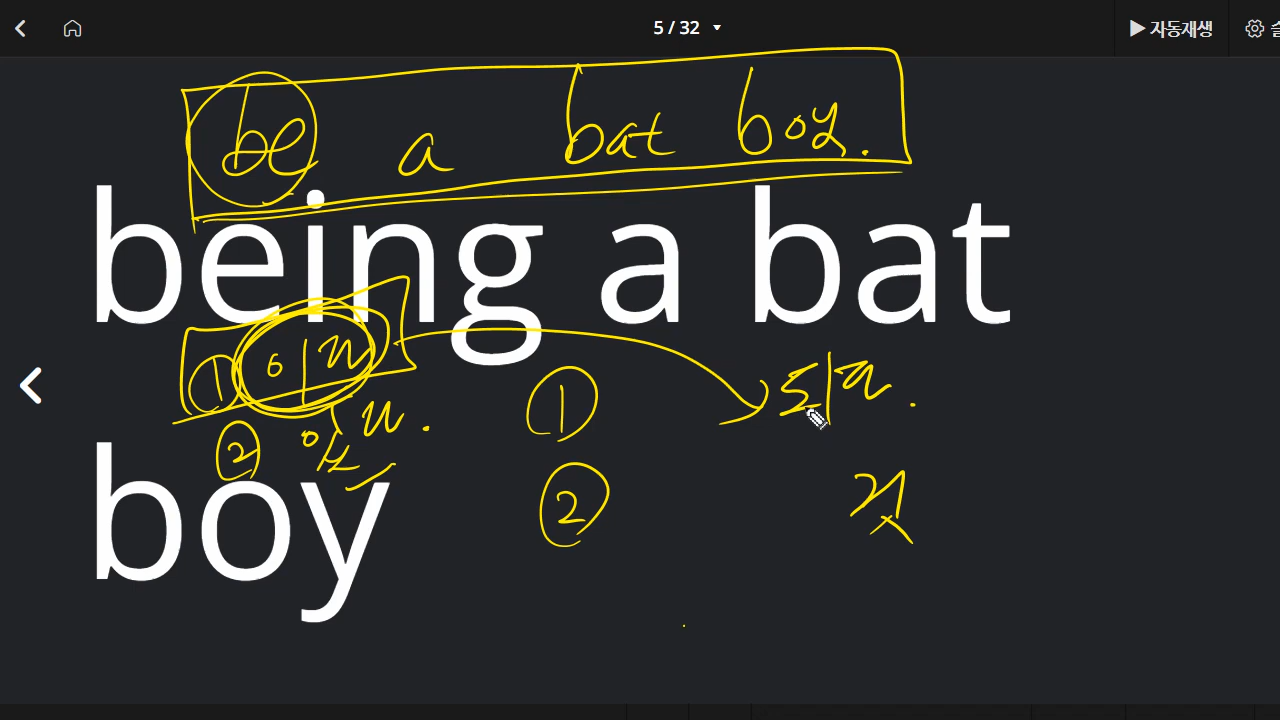 5 / 32
▶ 자동재생
be a bat boy.
being a bat
① 이다
① 되다.
② 있다.
② 것
boy